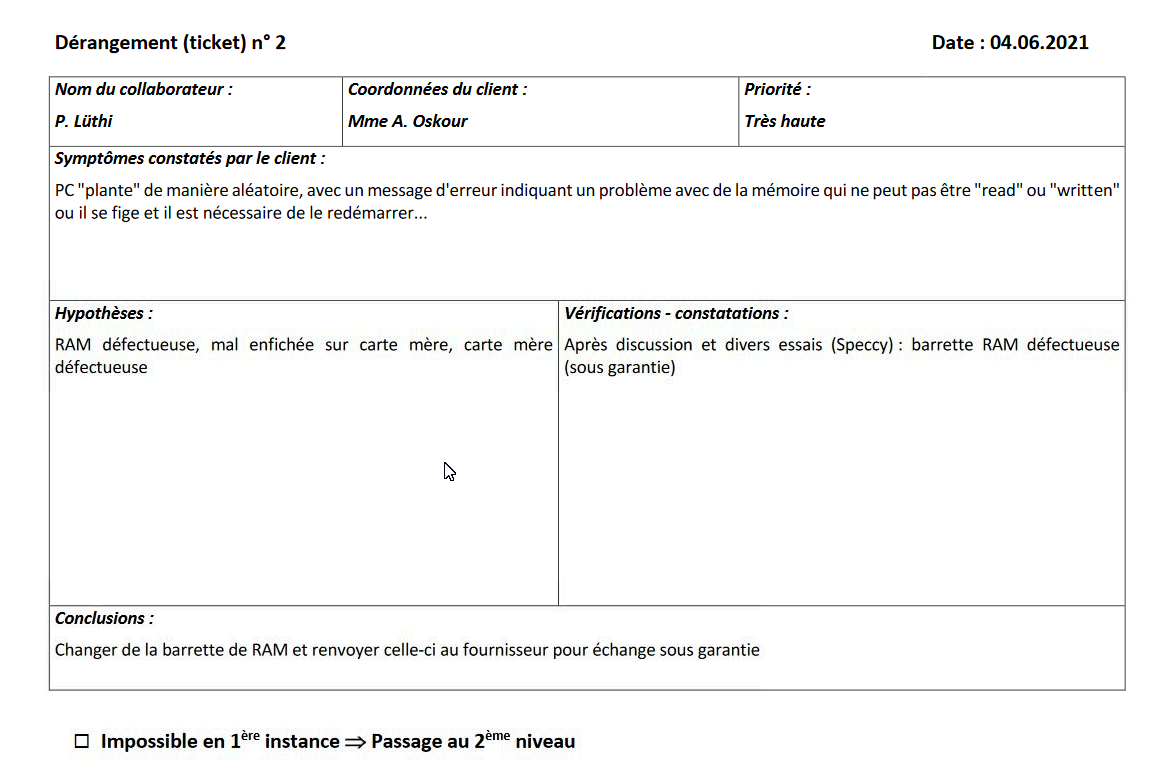 Dérangement (ticket) n° 2
Date : 04.06.2021
Nom du collaborateur :
P. Lüthi
Coordonnées du client :
Mme A. Oskour
Priorité :
Très haute
Symptômes constatés par le client :
PC "plante" de manière aléatoire, avec un message d'erreur indiquant un problème avec de la mémoire qui ne peut pas être "read" ou "written"
ou il se fige et il est nécessaire de le redémarrer...
Hypothèses :
RAM défectueuse, mal enfichée sur carte mère, carte mère
défectueuse
Vérifications - constatations :
Après discussion et divers essais (Speccy) : barrette RAM défectueuse
(sous garantie)
Conclusions :
Changer de la barrette de RAM et renvoyer celle-ci au fournisseur pour échange sous garantie
☐ Impossible en 1ère instance ⇒ Passage au 2ème niveau